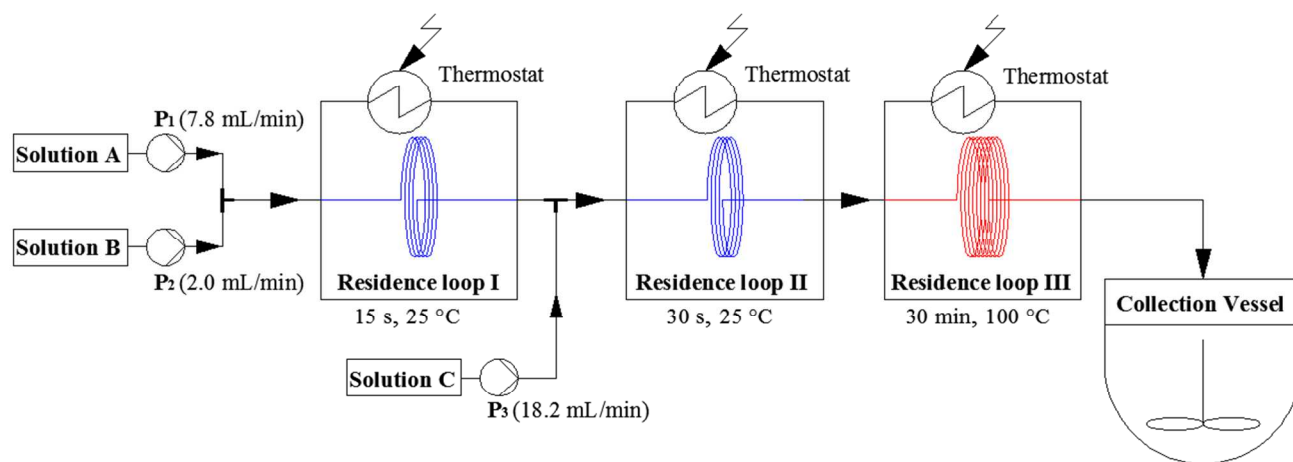 Thermostat
Thermostat
Thermostat
P1 (7.8 mL/min)
Solution A
Solution B
P2 (2.0 mL/min)
Residence loop I
15 s, 25 °C
Residence loop II
30 s, 25 °C
Residence loop III
30 min, 100 °C
Collection Vessel
Solution C
P3 (18.2 mL/min)